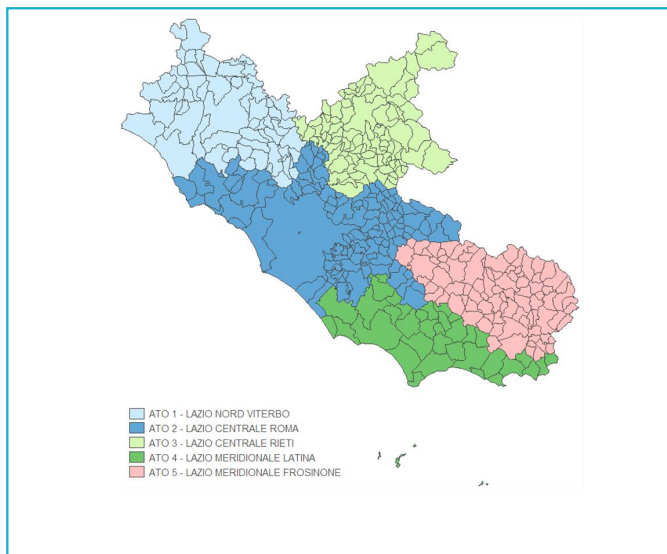 ATO 1 - LAZIO NORD VITERBO
ATO 2 - LAZIO CENTRALE ROMA
ATO 3 - LAZIO CENTRALE RIETI
ATO 4 - LAZIO MERIDIONALE LATINA
ATO 5 - LAZIO MERIDIONALE FROSINONE